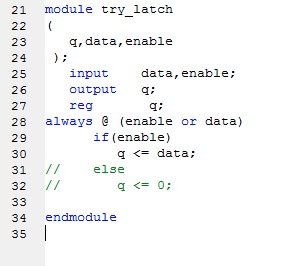 21 module try_latch
22 (
23    q,data,enable
24  );
25    input    data,enable;
26    output   q;
27    reg       q;
28 always @ (enable or data)
29       if(enable)
30          q <= data;
31 //    else
32 //       q <= 0;
33
34 endmodule
35